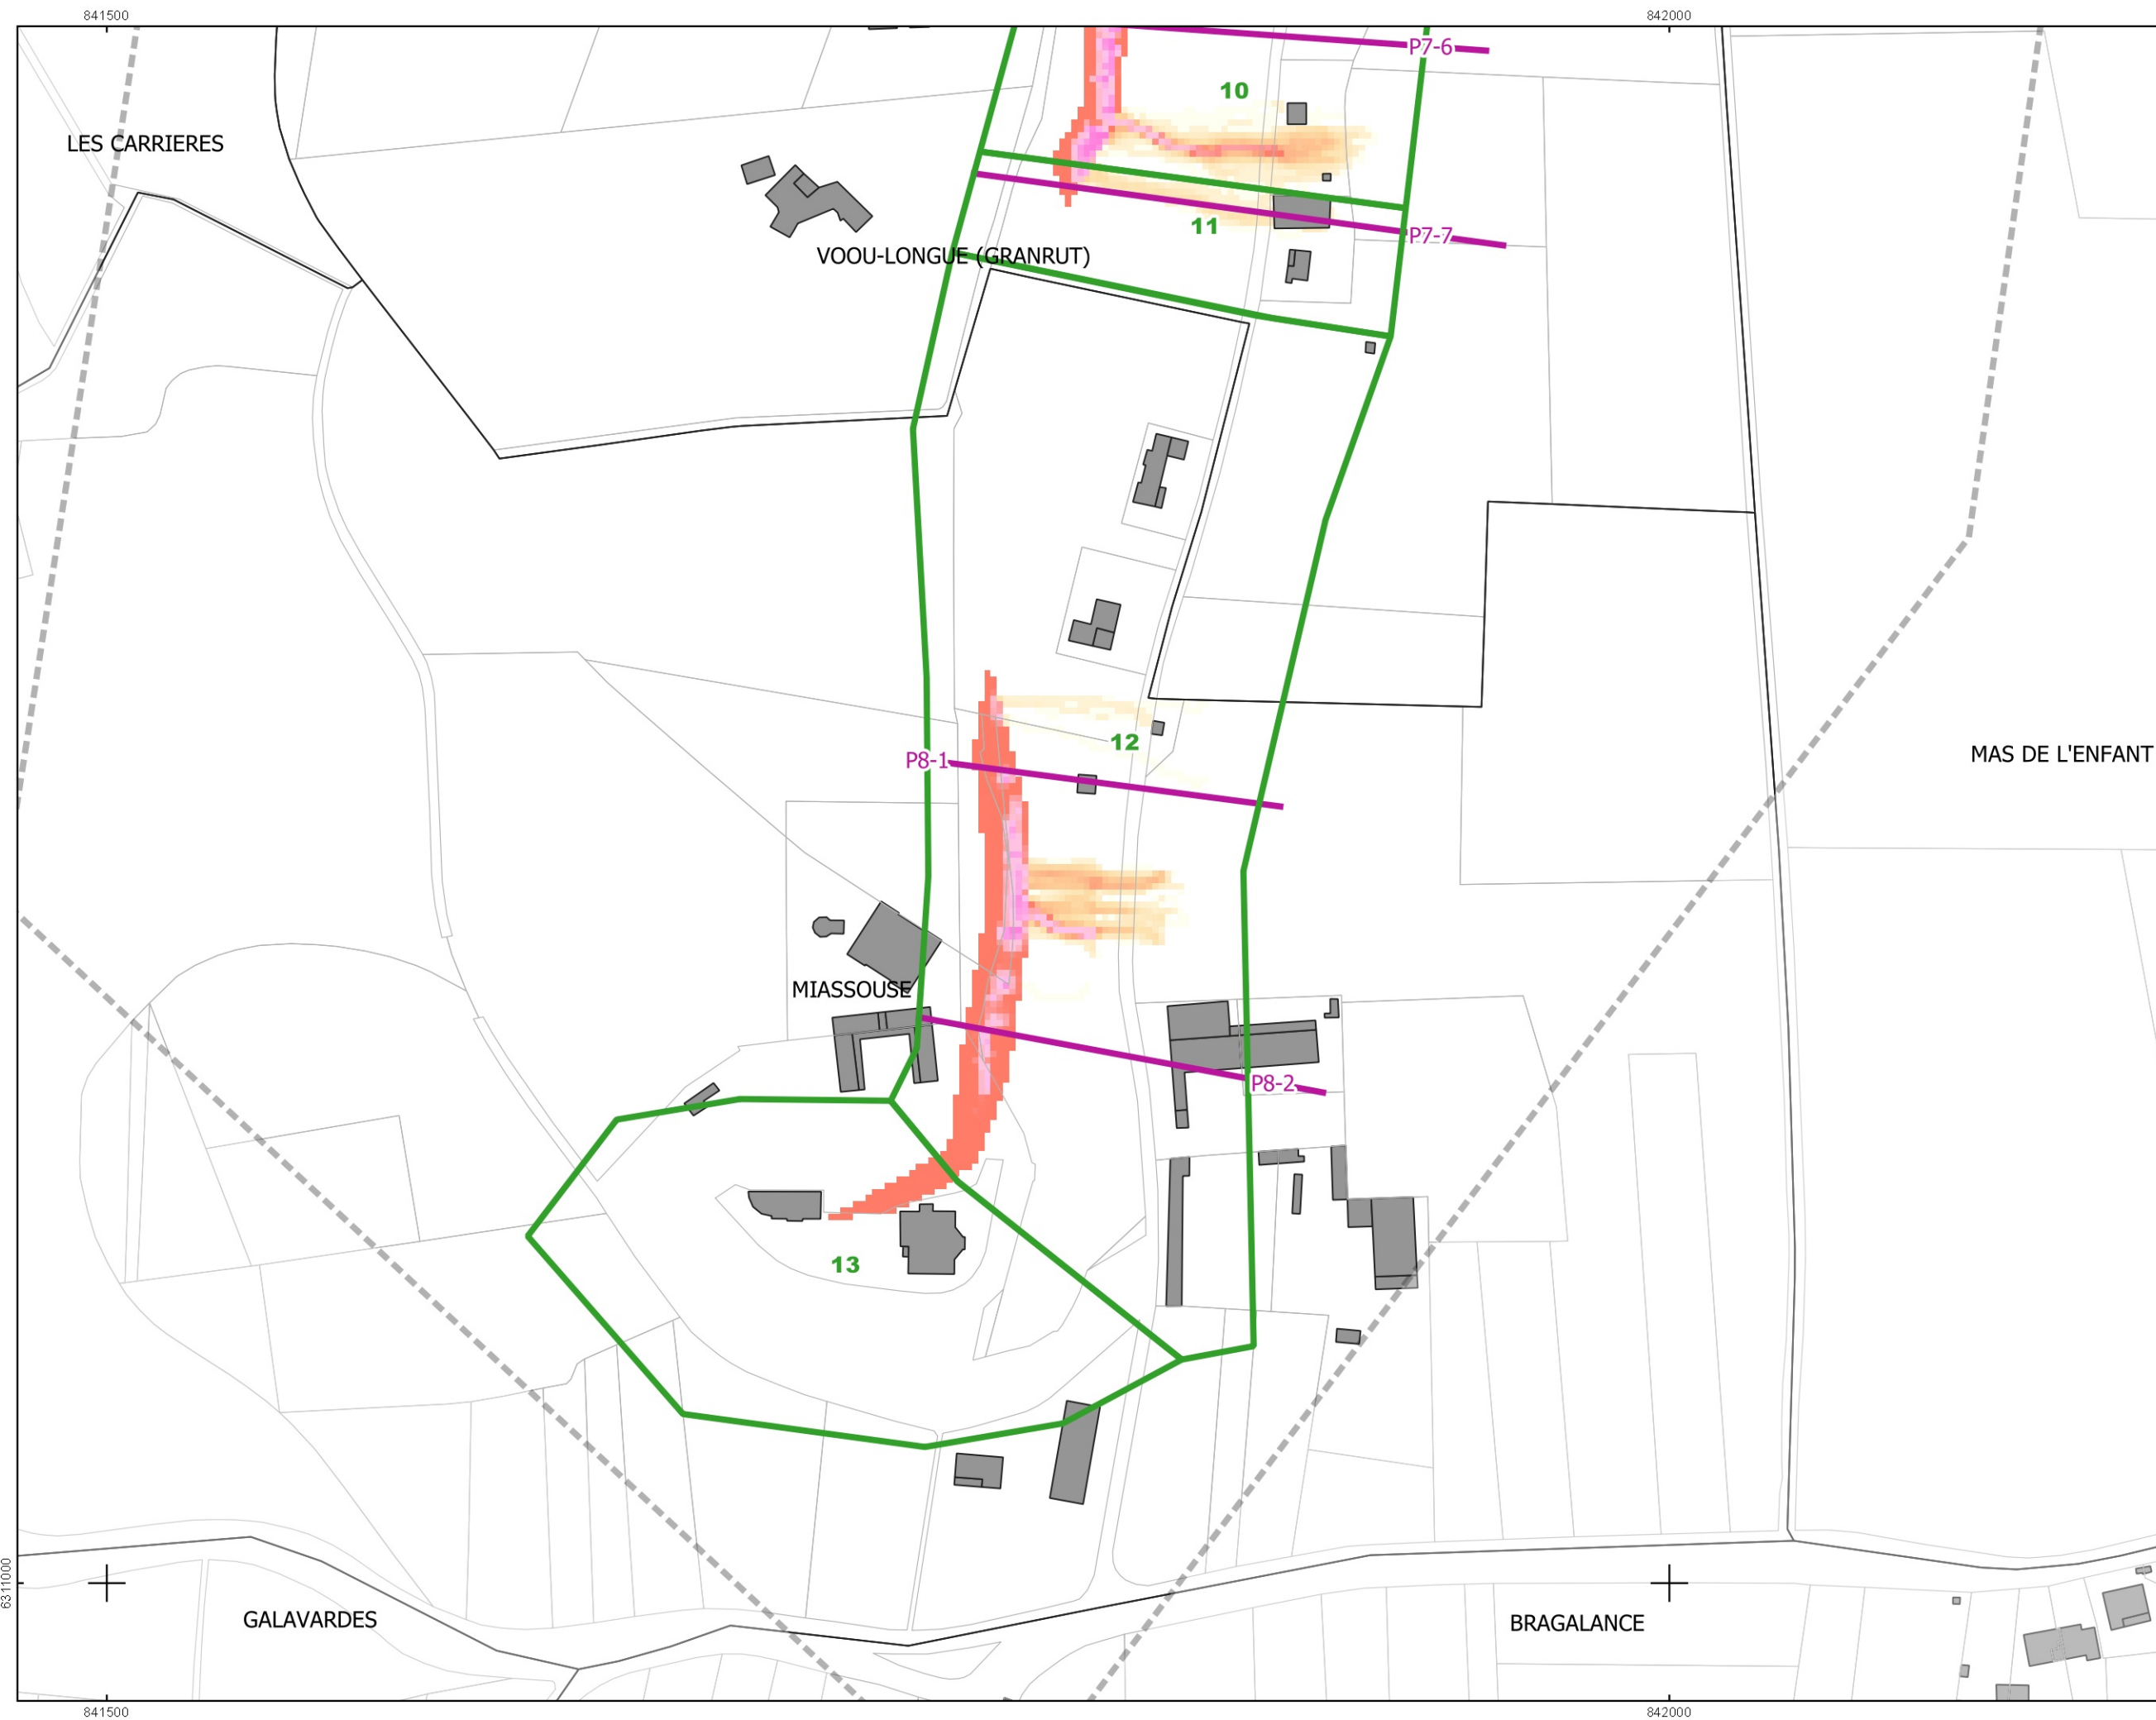 841500
842000
P7-6
10
LES CARRIERES
11
P7-7
VOOU-LONGUE (GRANRUT)
12
MAS DE L'ENFANT
P8-1
MIASSOUSE
P8-2
13
6311000
GALAVARDES
BRAGALANCE
841500
842000